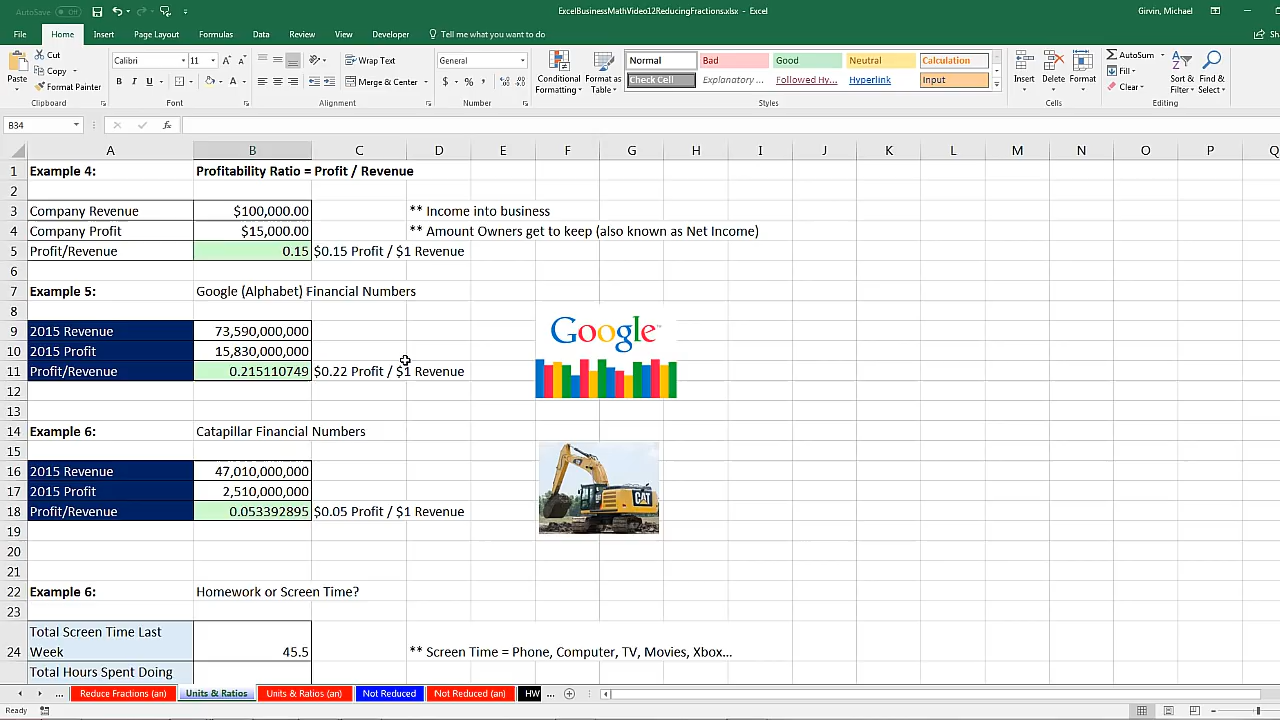 AutoSave Off
ExcelBusinessMathVideo12ReducingFractions.xlsx - Excel
Girvin, Michael
File Home Insert Page Layout Formulas Data Review View Developer Tell me what you want to do
Paste Cut Copy Format Painter
Calibri 11 A A Wrap Text General
B I U Merge & Center $ % ,
Conditional Formatting Format as Table
Normal Bad Good Neutral Calculation
Check Cell Explanatory ... Followed Hy... Hyperlink Input
Insert Delete Format
AutoSum Fill Clear Sort & Filter Find & Select
Clipboard Font Alignment Number Styles Cells Editing
B34 fx
A B C D E F G H I J K L M N O P Q
1 Example 4: Profitability Ratio = Profit / Revenue
2
3 Company Revenue $100,000.00 ** Income into business
4 Company Profit $15,000.00 ** Amount Owners get to keep (also known as Net Income)
5 Profit/Revenue 0.15 $0.15 Profit / $1 Revenue
6
7 Example 5: Google (Alphabet) Financial Numbers
8
9 2015 Revenue 73,590,000,000 Google
10 2015 Profit 15,830,000,000
11 Profit/Revenue 0.215110749 $0.22 Profit / $1 Revenue
12
13
14 Example 6: Catapillar Financial Numbers
15
16 2015 Revenue 47,010,000,000
17 2015 Profit 2,510,000,000 CAT
18 Profit/Revenue 0.053392895 $0.05 Profit / $1 Revenue
19
20
21
22 Example 6: Homework or Screen Time?
23
Total Screen Time Last
24 Week 45.5 ** Screen Time = Phone, Computer, TV, Movies, Xbox...
Total Hours Spent Doing
... Reduce Fractions (an) Units & Ratios Units & Ratios (an) Not Reduced Not Reduced (an) HW ...
Ready